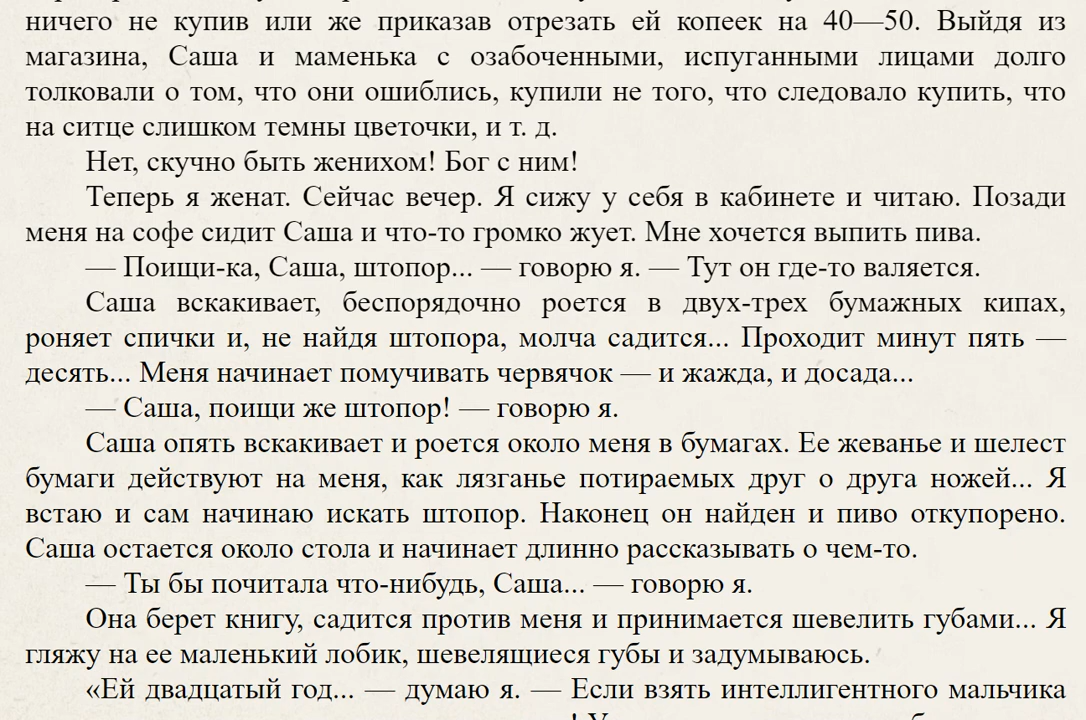 ничего не купив или же приказав отрезать ей копеек на 40—50. Выйдя из
магазина, Саша и маменька с озабоченными, испуганными лицами долго
толковали о том, что они ошиблись, купили не того, что следовало купить, что
на ситце слишком темны цветочки, и т. д.
Нет, скучно быть женихом! Бог с ним!
Теперь я женат. Сейчас вечер. Я сижу у себя в кабинете и читаю. Позади
меня на софе сидит Саша и что-то громко жует. Мне хочется выпить пива.
— Поищи-ка, Саша, штопор... — говорю я. — Тут он где-то валяется.
Саша вскакивает, беспорядочно роется в двух-трех бумажных кипах,
роняет спички и, не найдя штопора, молча садится... Проходит минут пять —
десять... Меня начинает помучивать червячок — и жажда, и досада...
— Саша, поищи же штопор! — говорю я.
Саша опять вскакивает и роется около меня в бумагах. Ее жеванье и шелест
бумаги действуют на меня, как лязганье потираемых друг о друга ножей... Я
встаю и сам начинаю искать штопор. Наконец он найден и пиво откупорено.
Саша остается около стола и начинает длинно рассказывать о чем-то.
— Ты бы почитала что-нибудь, Саша... — говорю я.
Она берет книгу, садится против меня и принимается шевелить губами... Я
гляжу на ее маленький лобик, шевелящиеся губы и задумываюсь.
«Ей двадцатый год... — думаю я. — Если взять интеллигентного мальчика